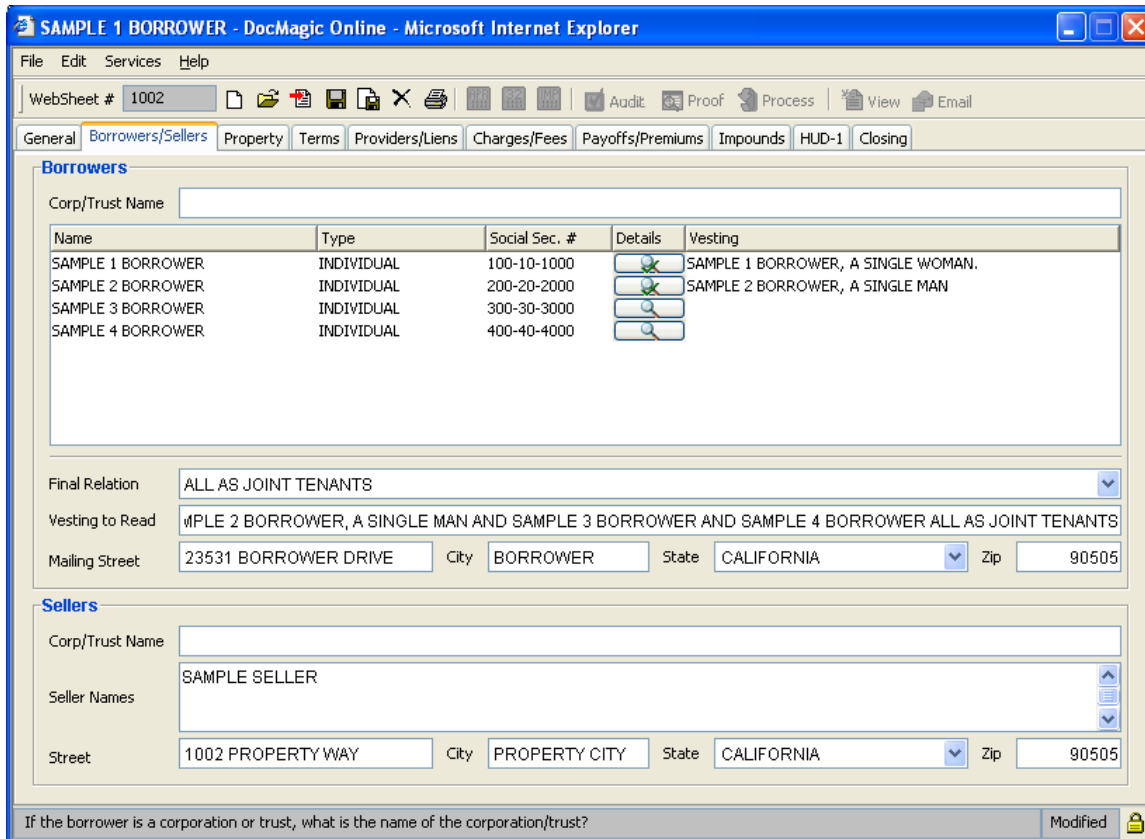 SAMPLE 1 BORROWER - DocMagic Online - Microsoft Internet Explorer
File Edit Services Help
WebSheet # 1002 Audit Proof Process View Email
General Borrowers/Sellers Property Terms Providers/Liens Charges/Fees Payoffs/Premiums Impounds HUD-1 Closing
Borrowers
Corp/Trust Name
Name Type Social Sec. # Details Vesting
SAMPLE 1 BORROWER INDIVIDUAL 100-10-1000 SAMPLE 1 BORROWER, A SINGLE WOMAN.
SAMPLE 2 BORROWER INDIVIDUAL 200-20-2000 SAMPLE 2 BORROWER, A SINGLE MAN
SAMPLE 3 BORROWER INDIVIDUAL 300-30-3000
SAMPLE 4 BORROWER INDIVIDUAL 400-40-4000
Final Relation ALL AS JOINT TENANTS
Vesting to Read MPLE 2 BORROWER, A SINGLE MAN AND SAMPLE 3 BORROWER AND SAMPLE 4 BORROWER ALL AS JOINT TENANTS
Mailing Street 23531 BORROWER DRIVE City BORROWER State CALIFORNIA Zip 90505
Sellers
Corp/Trust Name
Seller Names SAMPLE SELLER
Street 1002 PROPERTY WAY City PROPERTY CITY State CALIFORNIA Zip 90505
If the borrower is a corporation or trust, what is the name of the corporation/trust? Modified